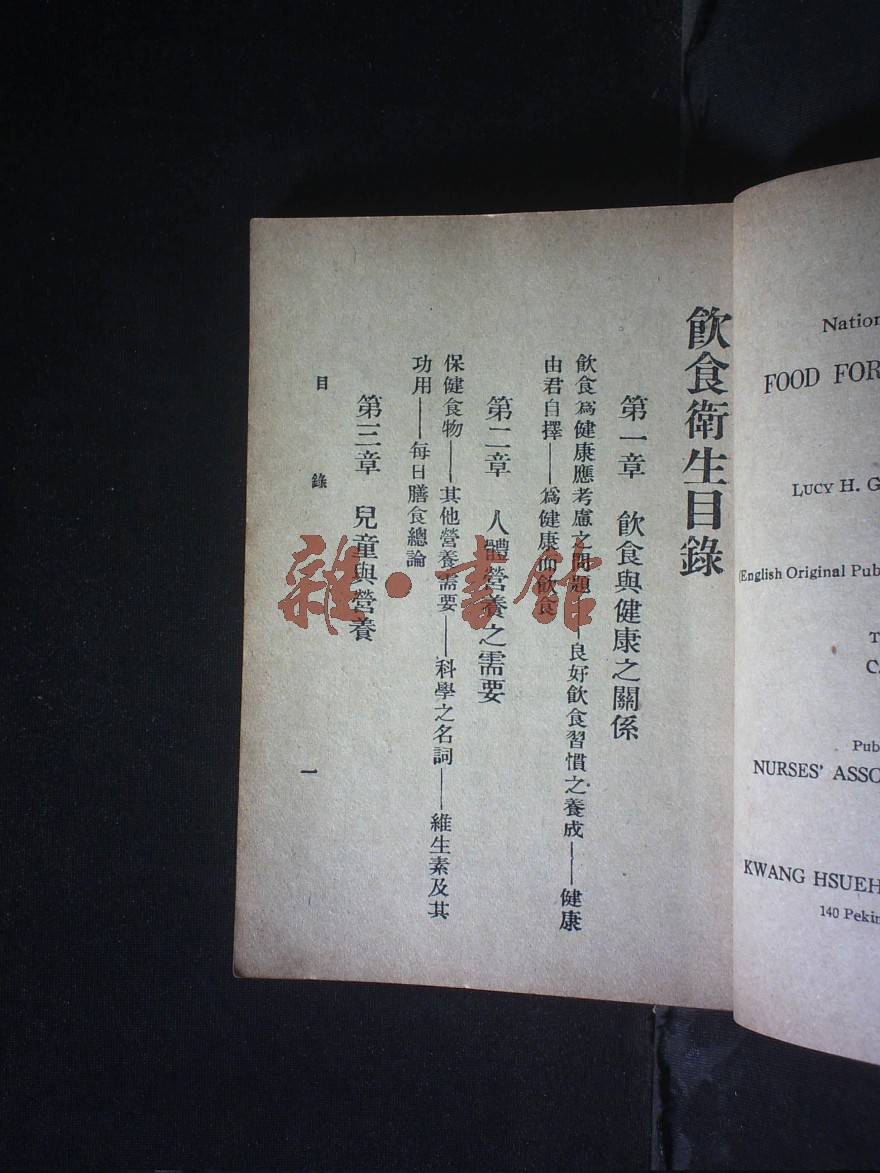 飲食衛生目錄
第一章　飲食與健康之關係
飲食爲健康應考慮之問題——良好飲食習慣之養成——健康
由君自擇——爲健康而飲食
第二章　人體營養之需要
保健食物——其他營養需要——科學之名詞——維生素及其
功用——每日膳食總論
第三章　兒童與營養
目錄
一
Nation
FOOD FOR
LUCY H. G
(English Original Pub
T
C.
Pub
NURSES' ASSO
KWANG HSUEH
140 Pekin
雜·書館